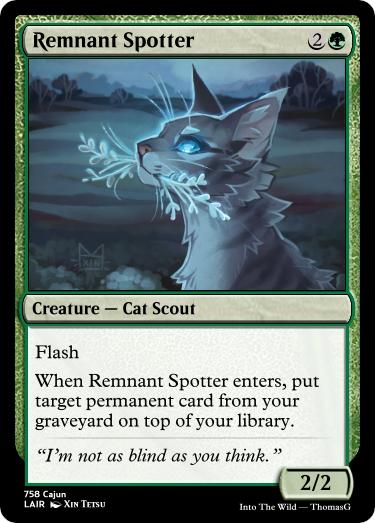 Remnant Spotter 2
XIN
Creature — Cat Scout
Flash
When Remnant Spotter enters, put
target permanent card from your
graveyard on top of your library.
“I’m not as blind as you think.”
2/2
758 Cajun
LAIR XIN TETSU
Into The Wild — ThomasG